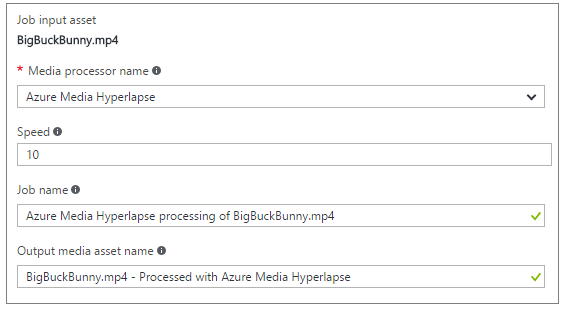 Job input asset
BigBuckBunny.mp4
* Media processor name
Azure Media Hyperlapse
Speed
10
Job name
Azure Media Hyperlapse processing of BigBuckBunny.mp4
Output media asset name
BigBuckBunny.mp4 - Processed with Azure Media Hyperlapse